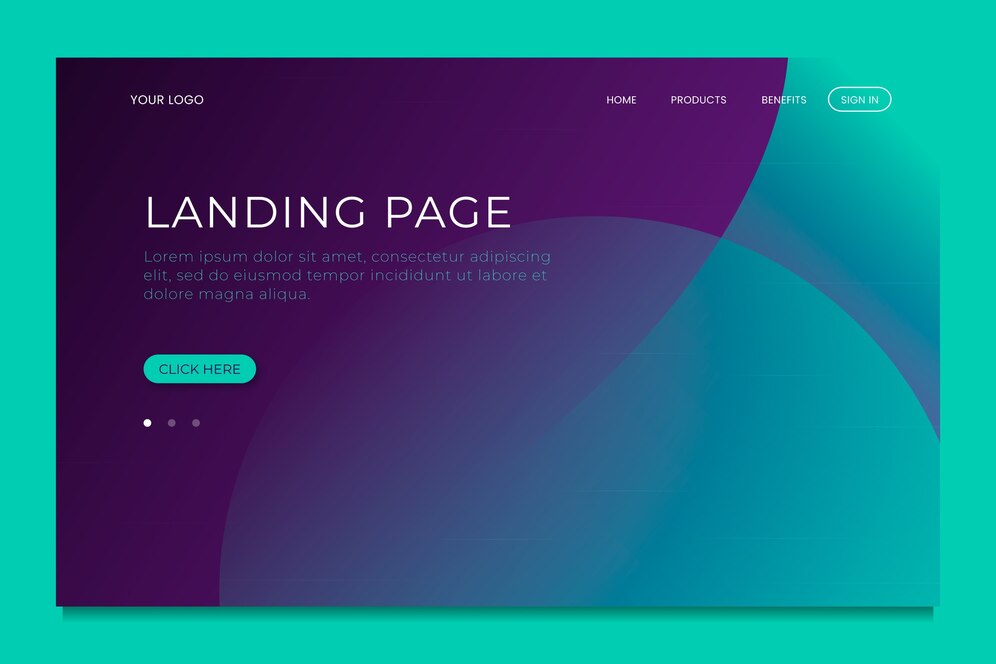 YOUR LOGO
HOME PRODUCTS BENEFITS SIGN IN
LANDING PAGE
Lorem ipsum dolor sit amet, consectetur adipiscing
elit, sed do eiusmod tempor incididunt ut labore et
dolore magna aliqua.
CLICK HERE